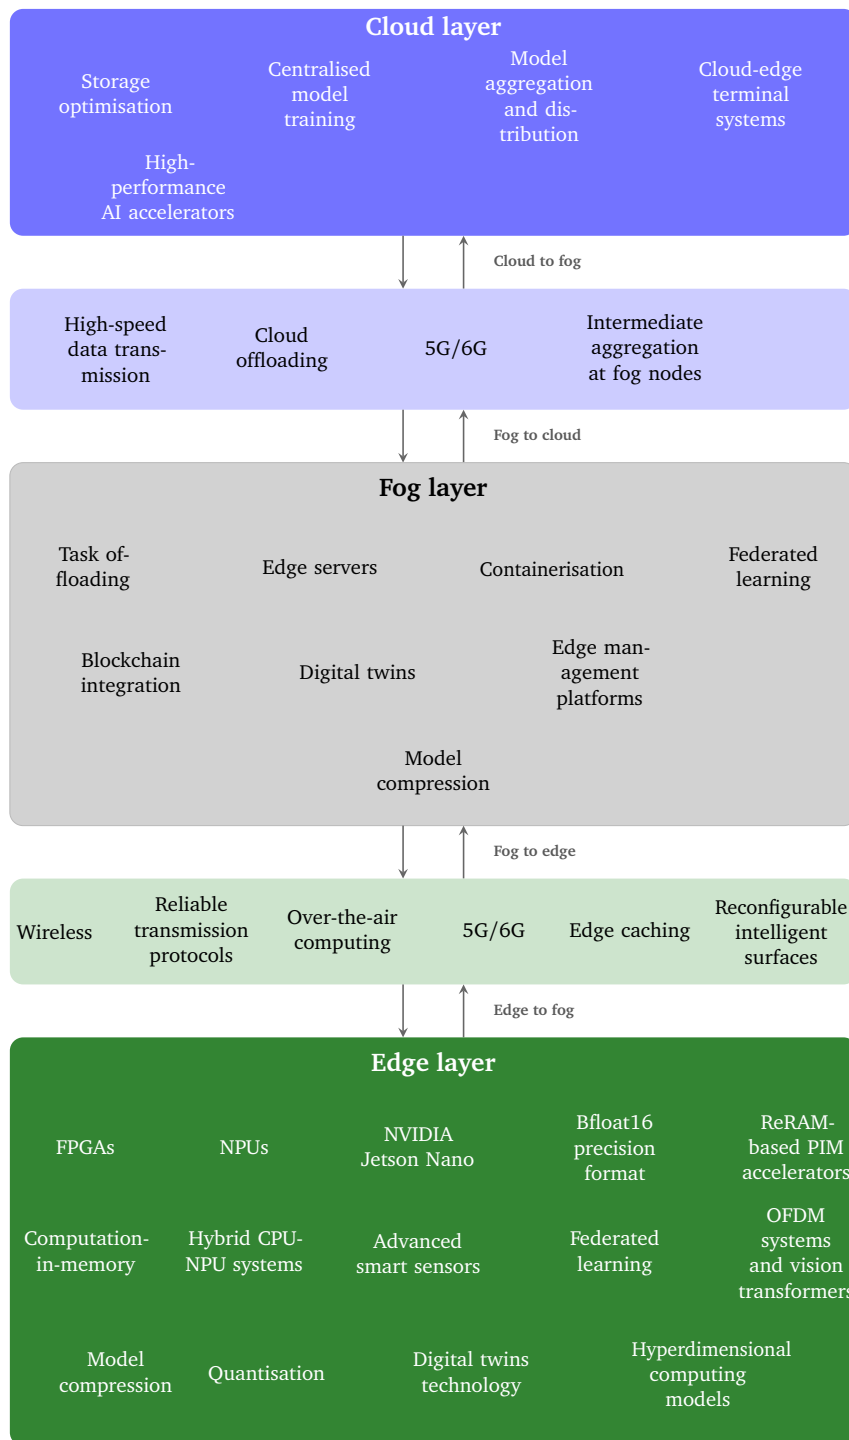 Cloud layer
Storage
optimisation
Centralised
model
training
Model
aggregation
and dis-
tribution
Cloud-edge
terminal
systems
High-
performance
AI accelerators
Cloud to fog
High-speed
data trans-
mission
Cloud
offloading
5G/6G
Intermediate
aggregation
at fog nodes
Fog to cloud
Fog layer
Task of-
floading
Edge servers
Containerisation
Federated
learning
Blockchain
integration
Digital twins
Edge man-
agement
platforms
Model
compression
Fog to edge
Wireless
Reliable
transmission
protocols
Over-the-air
computing
5G/6G
Edge caching
Reconfigurable
intelligent
surfaces
Edge to fog
Edge layer
FPGAs
NPUs
NVIDIA
Jetson Nano
Bfloat16
precision
format
ReRAM-
based PIM
accelerators
Computation-
in-memory
Hybrid CPU-
NPU systems
Advanced
smart sensors
Federated
learning
OFDM
systems
and vision
transformers
Model
compression
Quantisation
Digital twins
technology
Hyperdimensional
computing
models